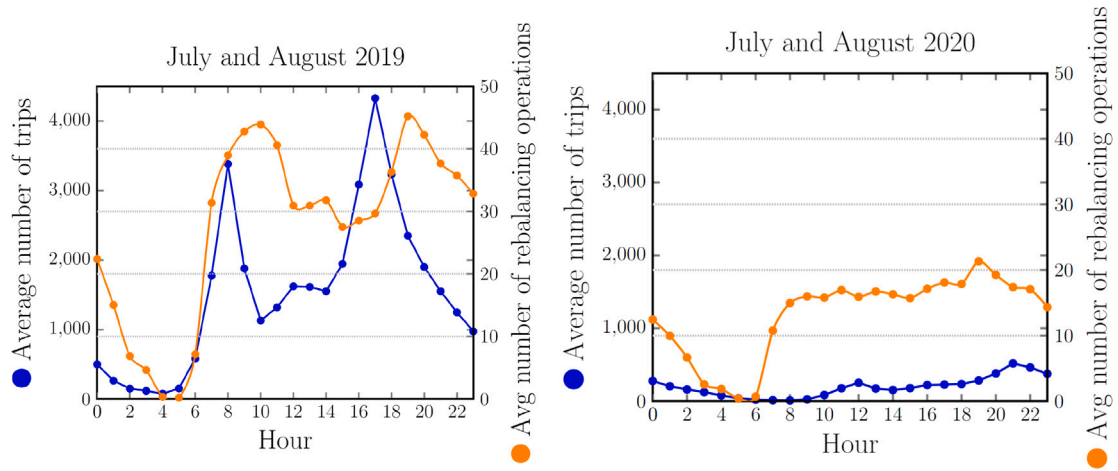 July and August 2019
Average number of trips
4,000
3,000
2,000
1,000
0
0 2 4 6 8 10 12 14 16 18 20 22
Hour
50
40
30
20
10
0
Avg number of rebalancing operations
July and August 2020
Average number of trips
4,000
3,000
2,000
1,000
0
0 2 4 6 8 10 12 14 16 18 20 22
Hour
50
40
30
20
10
0
Avg number of rebalancing operations